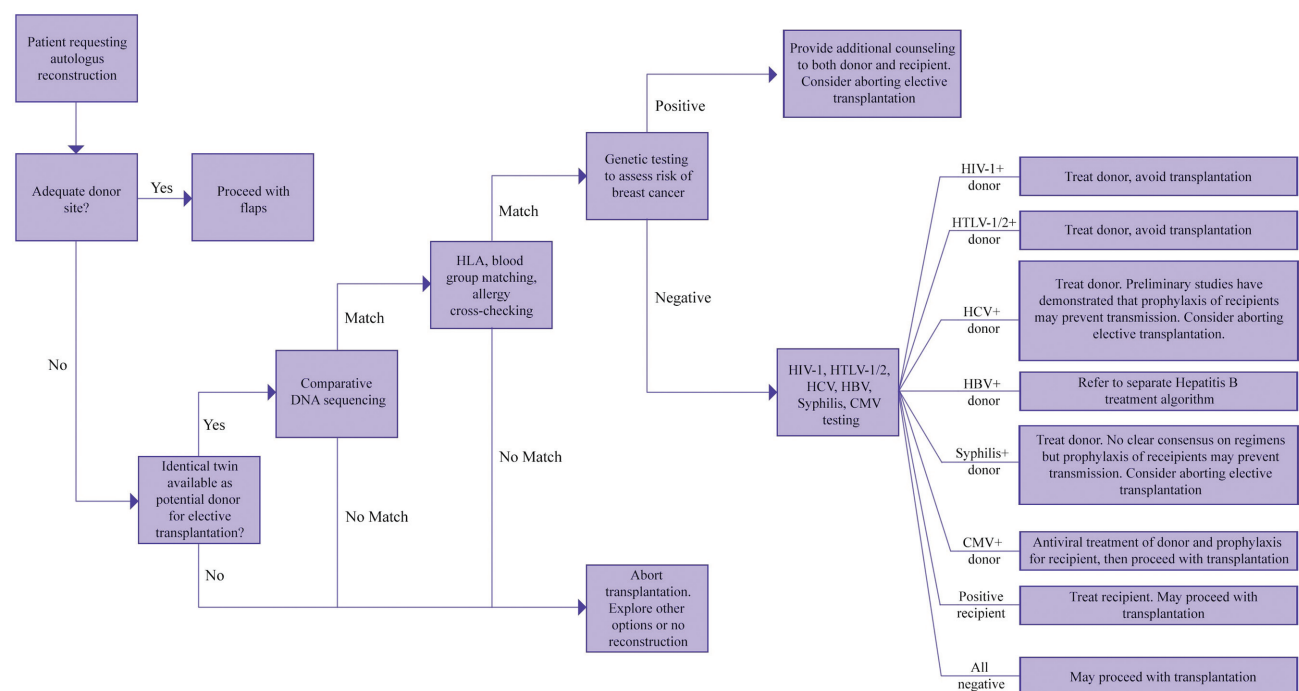 Patient requesting
autologus
reconstruction
Adequate donor
site?
Yes
Proceed with
flaps
No
Identical twin
available as
potential donor
for elective
transplantation?
Yes
No
Comparative
DNA sequencing
Match
No Match
HLA, blood
group matching,
allergy
cross-checking
Match
No Match
Abort
transplantation.
Explore other
options or no
reconstruction
Genetic testing
to assess risk of
breast cancer
Positive
Provide additional counseling
to both donor and recipient.
Consider aborting elective
transplantation
Negative
HIV-1, HTLV-1/2,
HCV, HBV,
Syphilis, CMV
testing
HIV-1+
donor
Treat donor, avoid transplantation
HTLV-1/2+
donor
Treat donor, avoid transplantation
HCV+
donor
Treat donor. Preliminary studies have
demonstrated that prophylaxis of recipients
may prevent transmission. Consider aborting
elective transplantation.
HBV+
donor
Refer to separate Hepatitis B
treatment algorithm
Syphilis+
donor
Treat donor. No clear consensus on regimens
but prophylaxis of receipients may prevent
transmission. Consider aborting elective
transplantation
CMV+
donor
Antiviral treatment of donor and prophylaxis
for recipient, then proceed with transplantation
Positive
recipient
Treat recipient. May proceed with
transplantation
All
negative
May proceed with transplantation